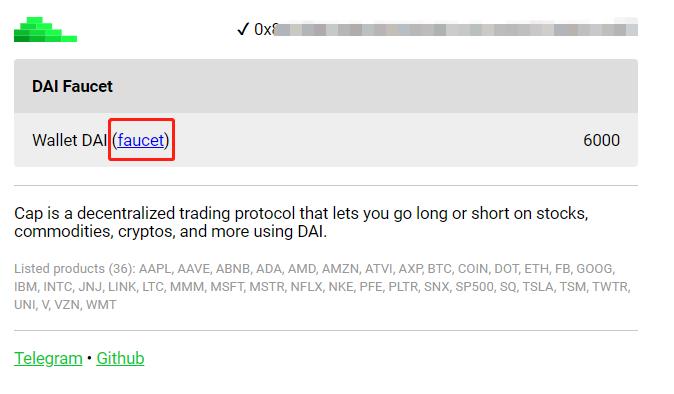 ✓ 0x
DAI Faucet
Wallet DAI (faucet) 6000
Cap is a decentralized trading protocol that lets you go long or short on stocks,
commodities, cryptos, and more using DAI.
Listed products (36): AAPL, AAVE, ABNB, ADA, AMD, AMZN, ATVI, AXP, BTC, COIN, DOT, ETH, FB, GOOG,
IBM, INTC, JNJ, LINK, LTC, MMM, MSFT, MSTR, NFLX, NKE, PFE, PLTR, SNX, SP500, SQ, TSLA, TSM, TWTR,
UNI, V, VZN, WMT
Telegram • Github